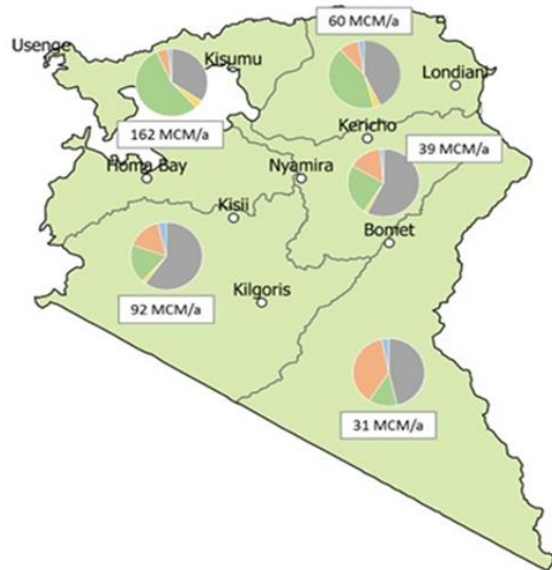 60 MCM/a
Usenge
Kisumu
Londiani
162 MCM/a
Kericho
39 MCM/a
Homa Bay
Nyamira
Kisii
Bomet
92 MCM/a
Kilgoris
31 MCM/a